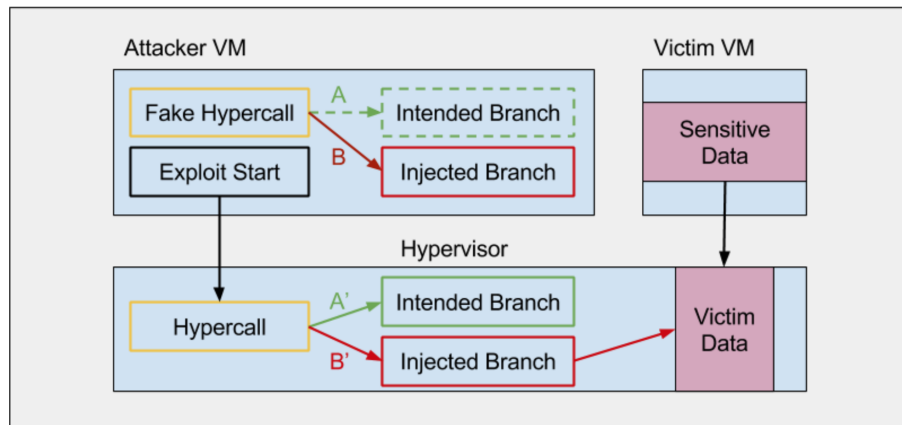 Attacker VM
Victim VM
Fake Hypercall
A
Intended Branch
Sensitive
Data
Exploit Start
B
Injected Branch
Hypervisor
Hypercall
A'
Intended Branch
Victim
Data
B'
Injected Branch